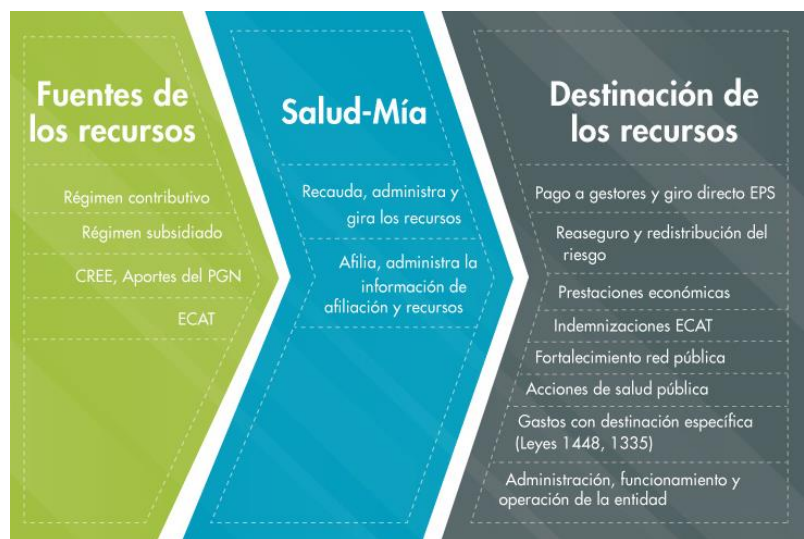 Fuentes de
los recursos
Régimen contributivo
Régimen subsidiado
CREE, Aportes del PGN
ECAT
Salud-Mía
Recauda, administra y
gira los recursos
Afilia, administra la
información de
afiliación y recursos
Destinación de
los recursos
Pago a gestores y giro directo EPS
Reaseguro y redistribución del
riesgo
Prestaciones económicas
Indemnizaciones ECAT
Fortalecimiento red pública
Acciones de salud pública
Gastos con destinación específica
(Leyes 1448, 1335)
Administración, funcionamiento y
operación de la entidad